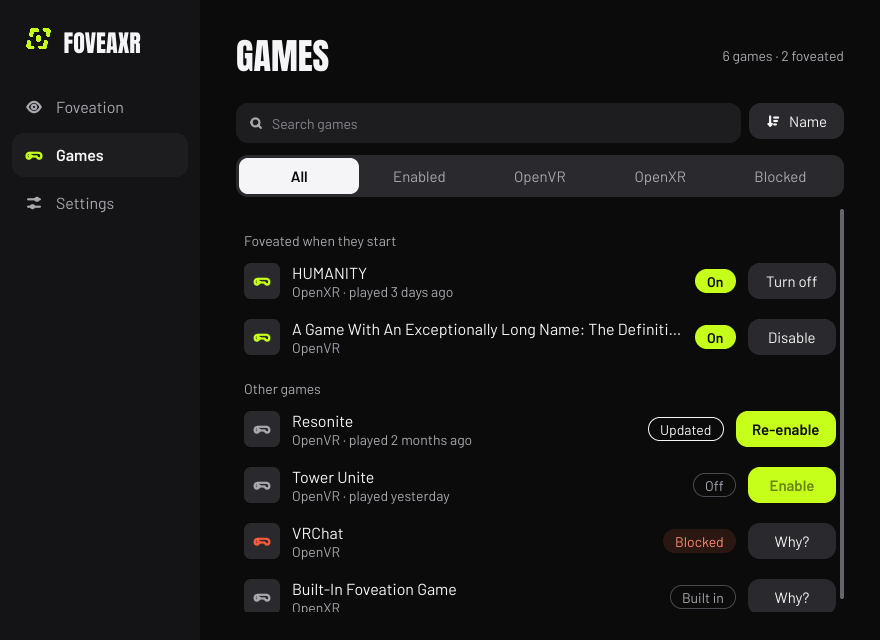 FOVEAXR
Foveation
Games
Settings
GAMES
6 games · 2 foveated
Search games
Name
All
Enabled
OpenVR
OpenXR
Blocked
Foveated when they start
HUMANITY
OpenXR · played 3 days ago
On
Turn off
A Game With An Exceptionally Long Name: The Definiti...
OpenVR
On
Disable
Other games
Resonite
OpenVR · played 2 months ago
Updated
Re-enable
Tower Unite
OpenVR · played yesterday
Off
Enable
VRChat
OpenVR
Blocked
Why?
Built-In Foveation Game
OpenXR
Built in
Why?